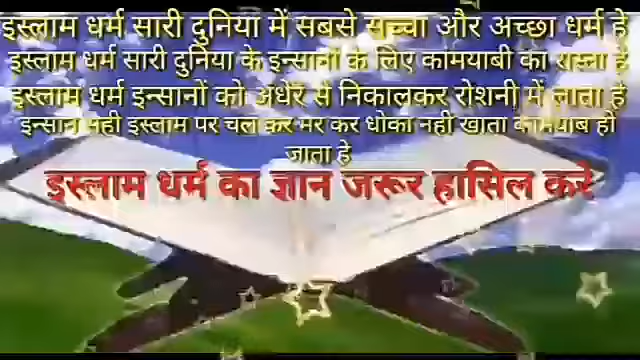 इस्लाम धर्म सारी दुनिया में सबसे सच्चा और अच्छा धर्म हे
इस्लाम धर्म सारी दुनिया के इन्सानों के लिए कामयाबी का रास्ता हे
इस्लाम धर्म इन्सानों को अंधेरे से निकालकर रोशनी में लाता हे
इन्सान सही इस्लाम पर चल कर मर कर धोका नही खाता कामयाब हो
जाता हे
इस्लाम धर्म का ज्ञान जरूर हासिल करे